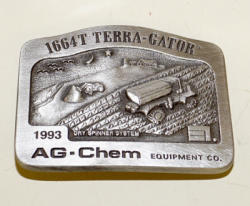 1664T TERRA-GATOR
1993
DRY SPINNER SYSTEM
AG-Chem EQUIPMENT CO.